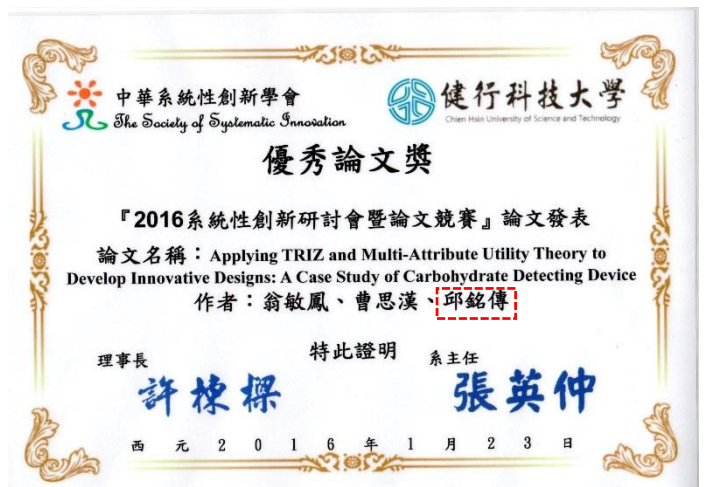 中華系統性創新學會
The Society of Systematic Innovation
健行科技大學
Chien Hsin University of Science and Technology
優秀論文獎
『2016系統性創新研討會暨論文競賽』論文發表
論文名稱：Applying TRIZ and Multi-Attribute Utility Theory to
Develop Innovative Designs: A Case Study of Carbohydrate Detecting Device
作者：翁敏鳳、曹思漢、邱銘傳
特此證明
理事長
許棟樑
系主任
張英仲
西元2016年1月23日